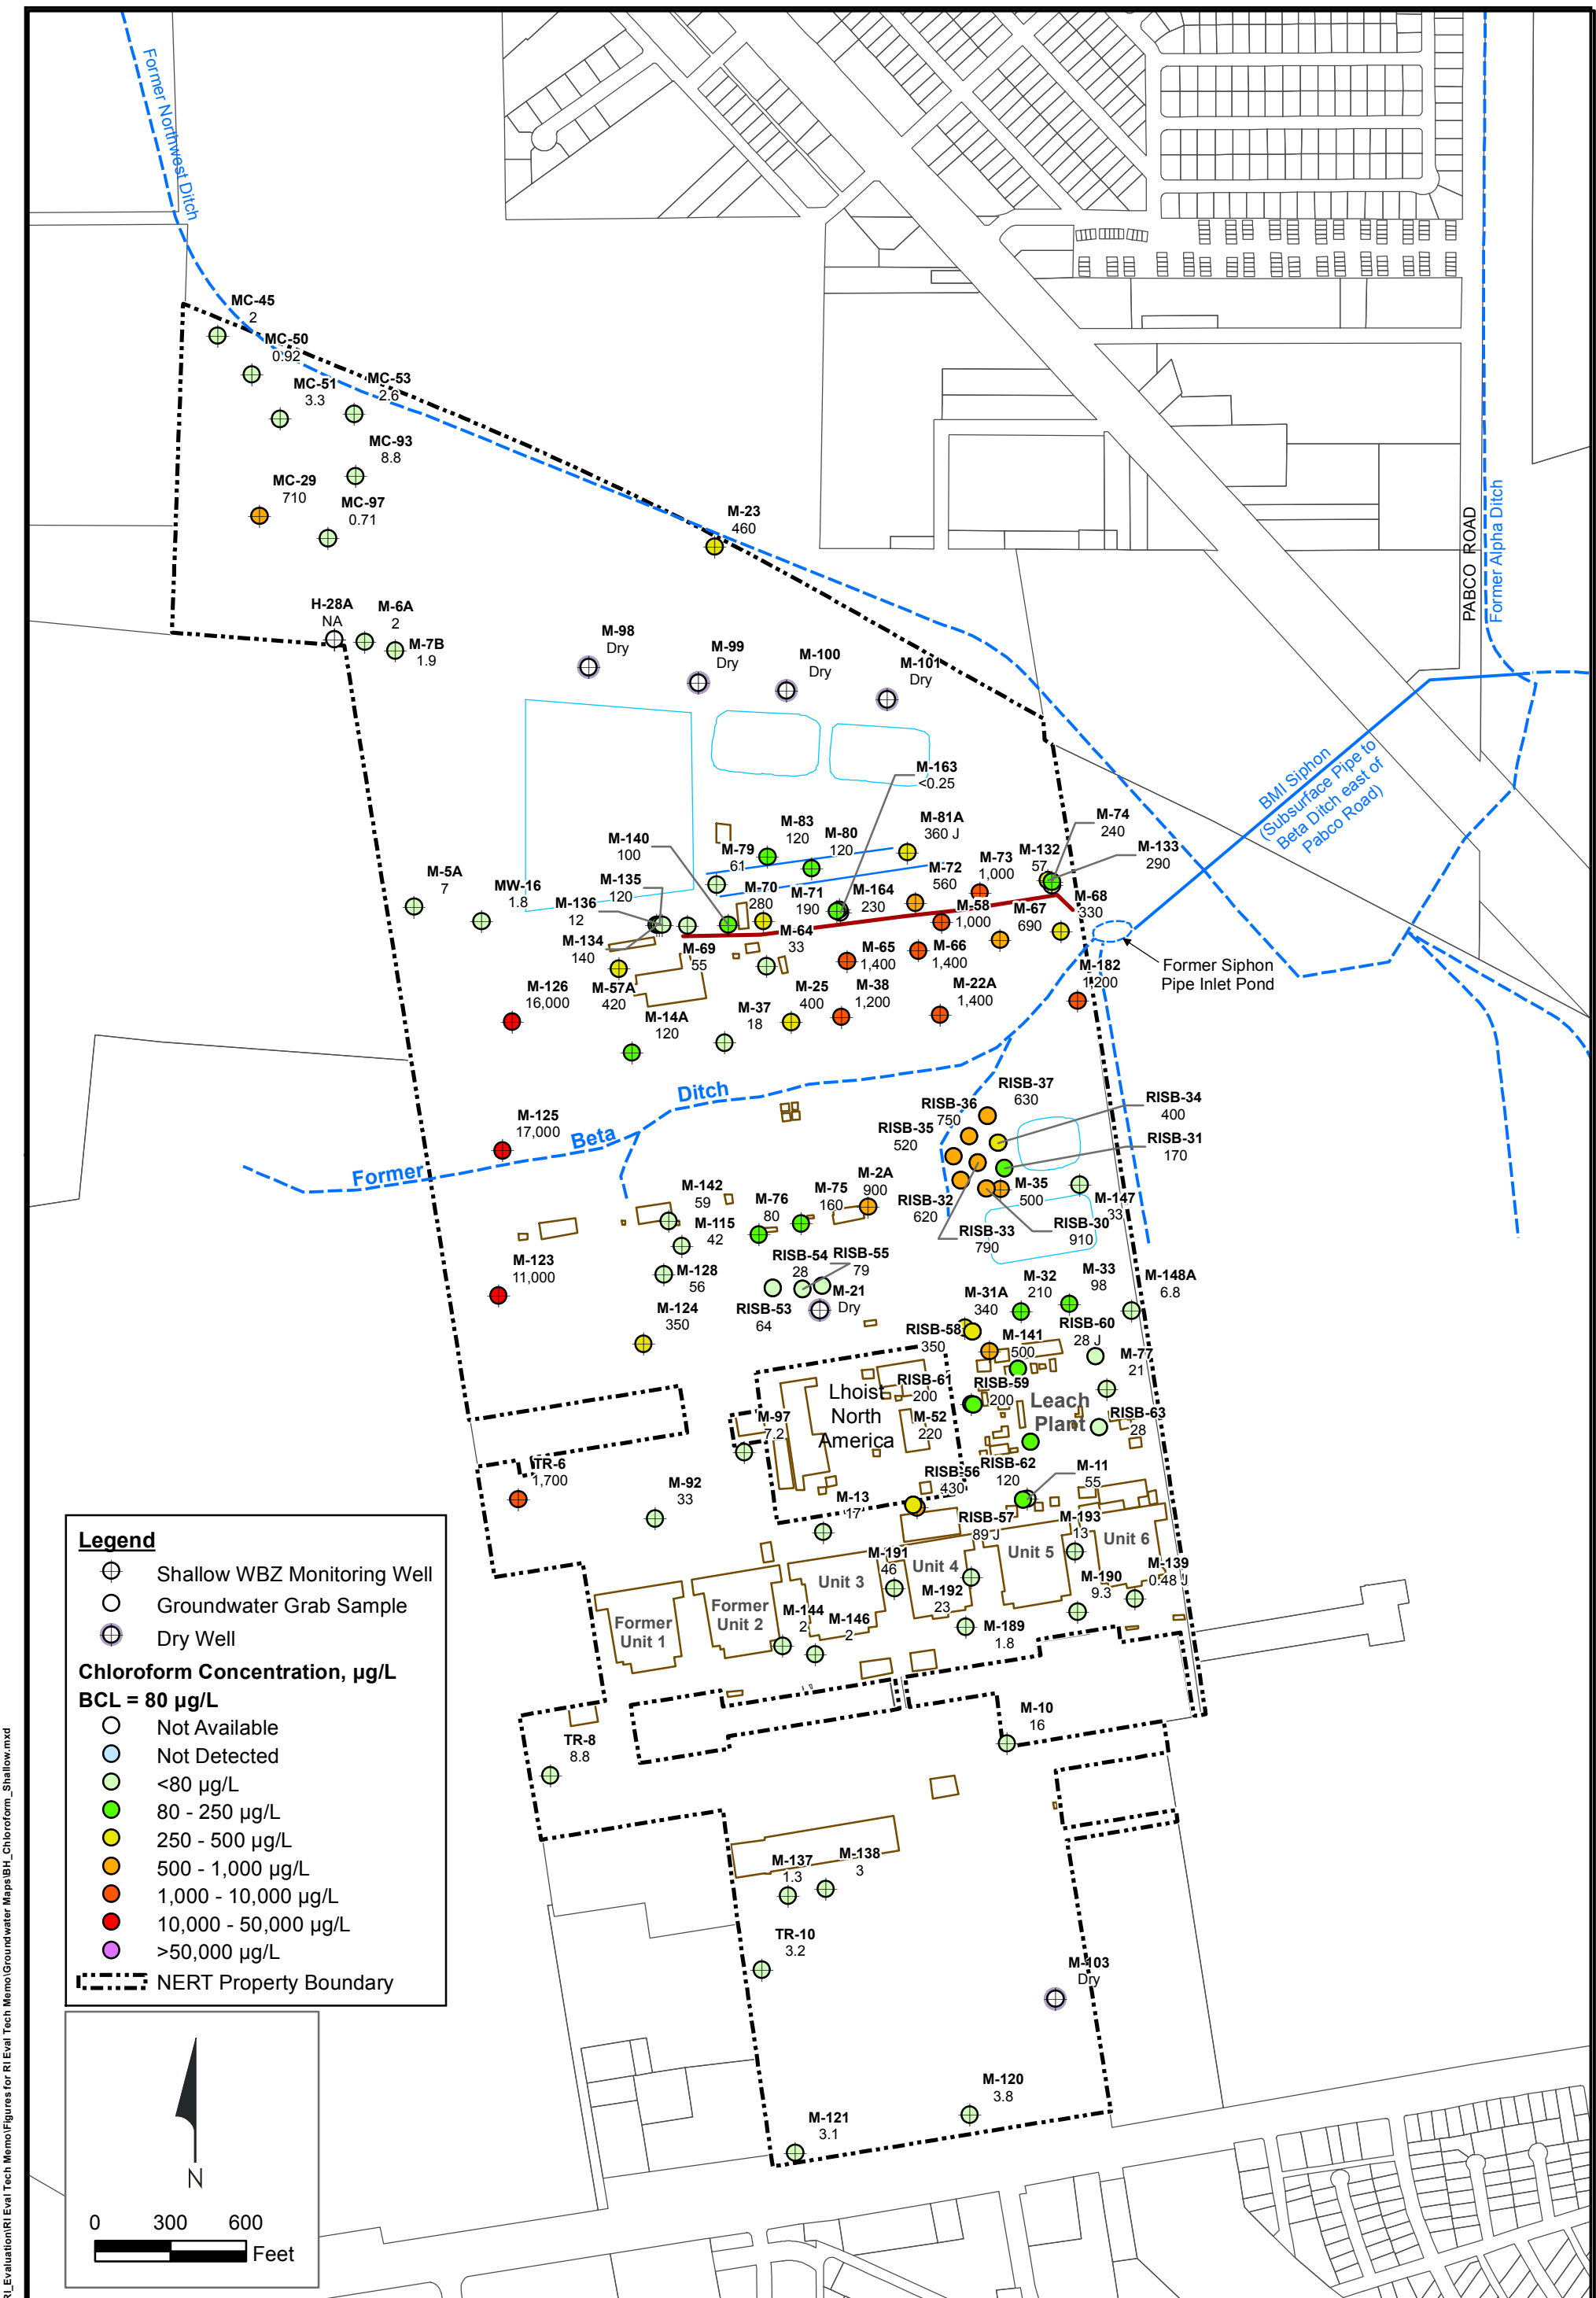 Former Northwest Ditch
MC-45
2
MC-50
0.92
MC-51
3.3
MC-53
2.6
MC-93
8.8
MC-29
710
MC-97
0.71
M-23
460
PABCO ROAD
Former Alpha Ditch
H-28A
NA
M-6A
2
M-7B
1.9
M-98
Dry
M-99
Dry
M-100
Dry
M-101
Dry
BMI Siphon
(Subsurface Pipe to
Beta Ditch east of
Pabco Road)
M-163
<0.25
M-81A
360 J
M-74
240
M-83
120
M-80
120
M-140
100
M-79
61
M-72
560
M-73
1,000
M-132
57
M-133
290
M-5A
7
MW-16
1.8
M-135
120
M-136
12
M-70
280
M-71
190
M-164
230
M-58
1,000
M-67
690
M-68
330
M-134
140
M-69
55
M-64
33
M-65
1,400
M-66
1,400
Former Siphon
Pipe Inlet Pond
M-182
1,200
M-126
16,000
M-57A
420
M-14A
120
M-37
18
M-25
400
M-38
1,200
M-22A
1,400
Ditch
Beta
Former
M-125
17,000
RISB-37
630
RISB-36
750
RISB-35
520
RISB-34
400
RISB-31
170
M-142
59
M-115
42
M-76
80
M-75
160
M-2A
900
RISB-32
620
M-35
500
M-147
33
RISB-33
790
RISB-30
910
M-123
11,000
M-128
56
RISB-54
28
RISB-55
79
RISB-53
64
M-21
Dry
M-124
350
M-31A
340
M-32
210
M-33
98
M-148A
6.8
RISB-58
350
M-141
500
RISB-60
28 J
M-77
21
Lhoist
North
America
RISB-61
200
RISB-59
200
Leach
Plant
RISB-63
28
M-97
7.2
M-52
220
TR-6
1,700
M-92
33
M-13
17
RISB-56
430
RISB-62
120
M-11
55
RISB-57
89 J
M-193
13
M-191
46
Unit 3
Unit 4
Unit 5
Unit 6
M-139
0.48 J
M-192
23
M-190
9.3
Former
Unit 1
Former
Unit 2
M-144
2
M-146
2
M-189
1.8
M-10
16
TR-8
8.8
M-137
1.3
M-138
3
TR-10
3.2
M-103
Dry
M-120
3.8
M-121
3.1
Legend
Shallow WBZ Monitoring Well
Groundwater Grab Sample
Dry Well
Chloroform Concentration, µg/L
BCL = 80 µg/L
Not Available
Not Detected
<80 µg/L
80 - 250 µg/L
250 - 500 µg/L
500 - 1,000 µg/L
1,000 - 10,000 µg/L
10,000 - 50,000 µg/L
>50,000 µg/L
NERT Property Boundary
N
0 300 600
Feet
RI_Evaluation\RI Eval Tech Memo\Figures for RI Eval Tech Memo\Groundwater Maps\BH_Chloroform_Shallow.mxd